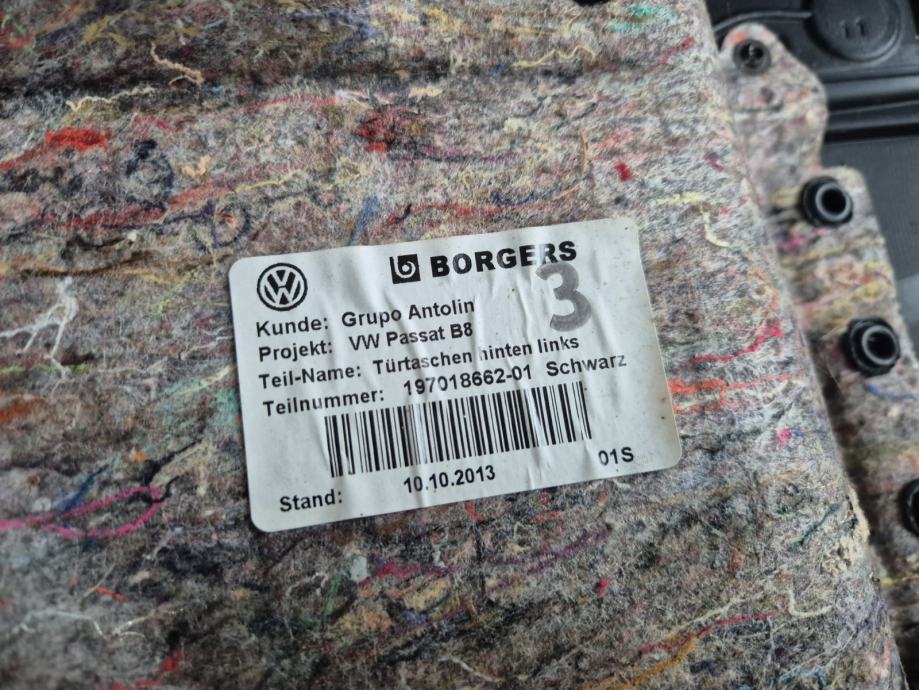 BORGERS
3
Kunde: Grupo Antolin
Projekt: VW Passat B8
Teil-Name: Türtaschen hinten links
Teilnummer: 197018662-01 Schwarz
Stand: 10.10.2013 01S